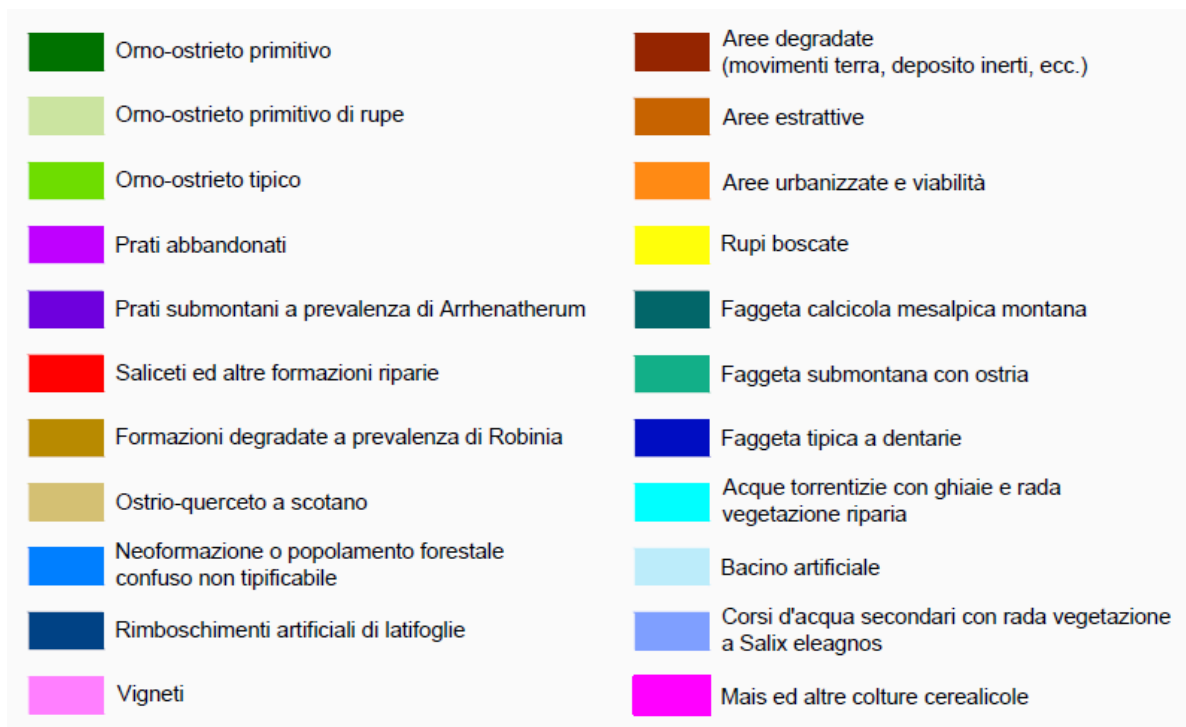 Orno-ostrieto primitivo
Orno-ostrieto primitivo di rupe
Orno-ostrieto tipico
Prati abbandonati
Prati submontani a prevalenza di Arrhenatherum
Saliceti ed altre formazioni riparie
Formazioni degradate a prevalenza di Robinia
Ostrio-querceto a scotano
Neoformazione o popolamento forestale
confuso non tipificabile
Rimboschimenti artificiali di latifoglie
Vigneti
Aree degradate
(movimenti terra, deposito inerti, ecc.)
Aree estrattive
Aree urbanizzate e viabilità
Rupi boscate
Faggeta calcicola mesalpica montana
Faggeta submontana con ostria
Faggeta tipica a dentarie
Acque torrentizie con ghiaie e rada
vegetazione riparia
Bacino artificiale
Corsi d'acqua secondari con rada vegetazione
a Salix eleagnos
Mais ed altre colture cerealicole